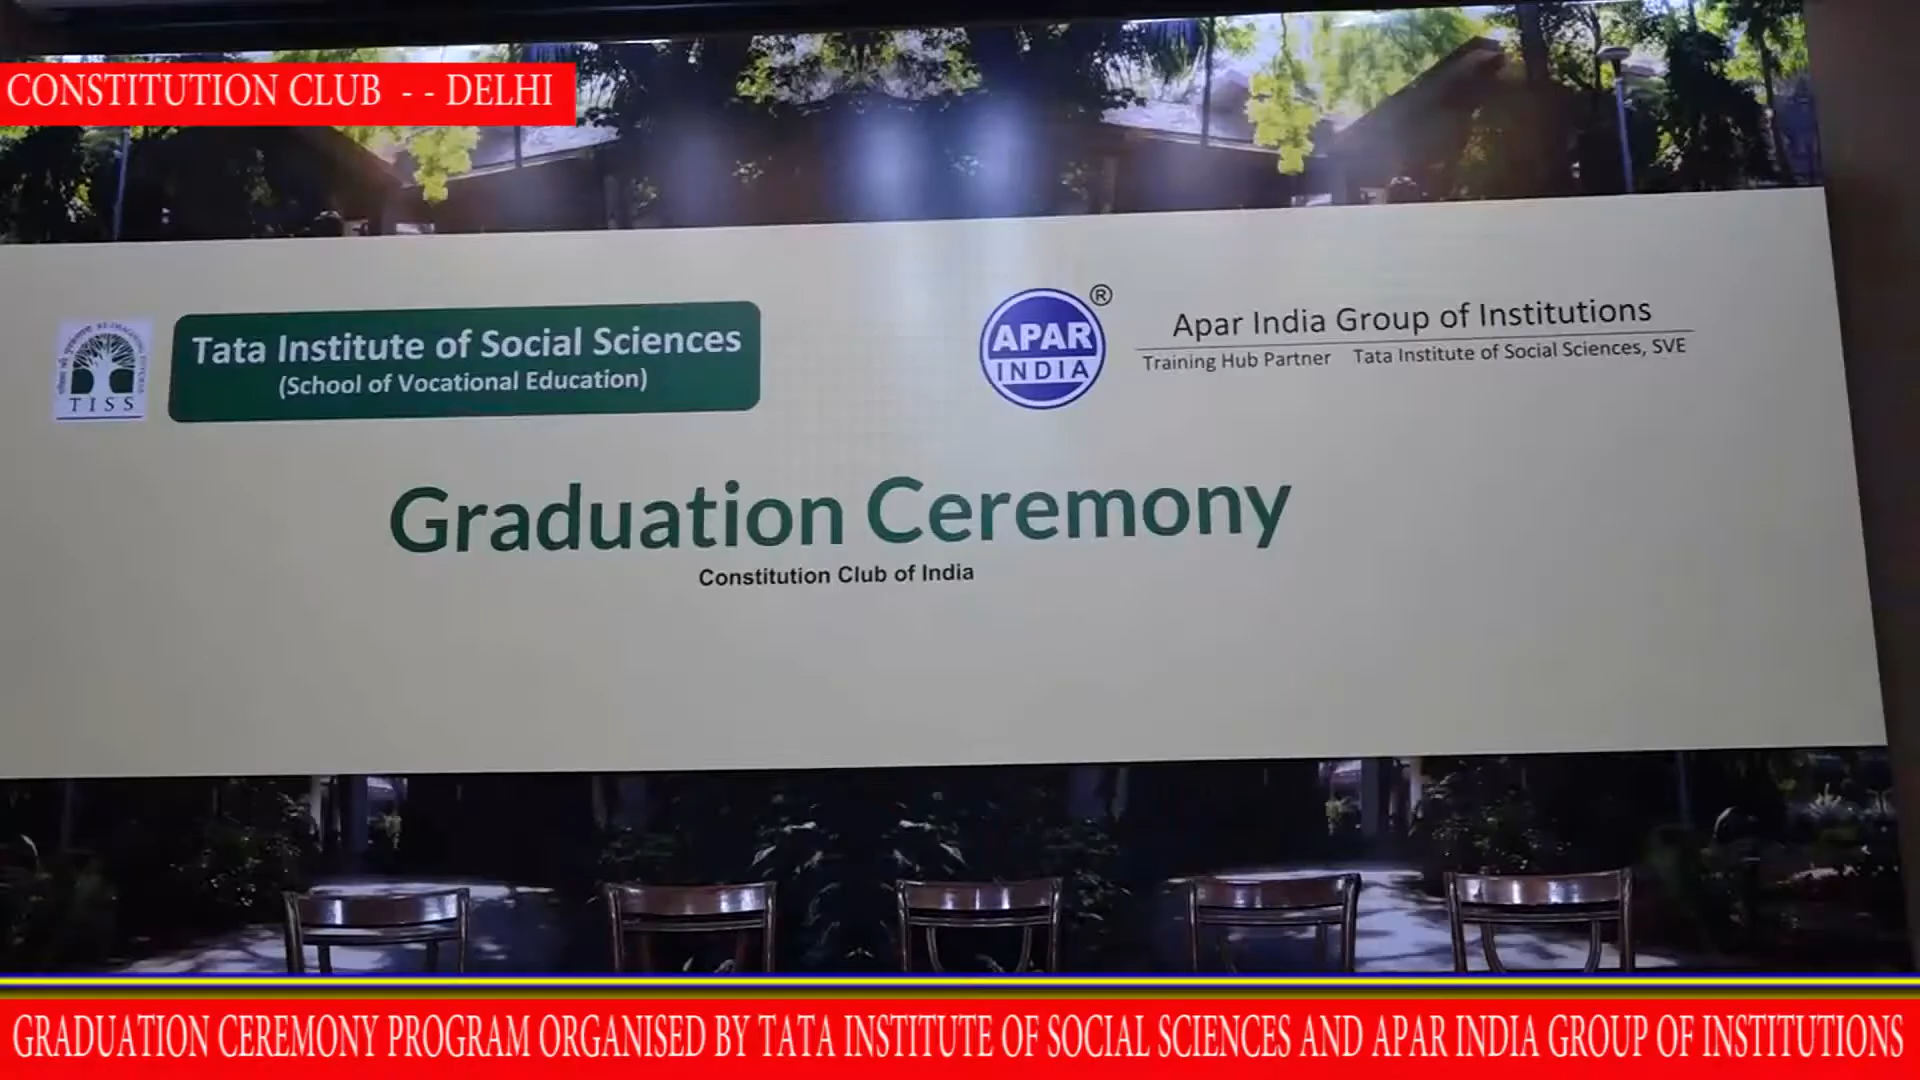 CONSTITUTION CLUB - - DELHI
TISS
Tata Institute of Social Sciences
(School of Vocational Education)
APAR
INDIA
®
Apar India Group of Institutions
Training Hub Partner Tata Institute of Social Sciences, SVE
Graduation Ceremony
Constitution Club of India
GRADUATION CEREMONY PROGRAM ORGANISED BY TATA INSTITUTE OF SOCIAL SCIENCES AND APAR INDIA GROUP OF INSTITUTIONS